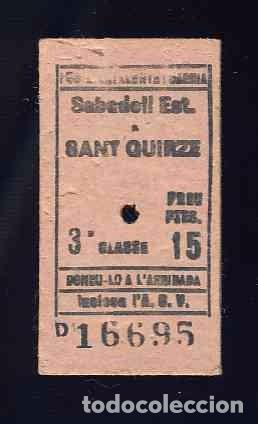 Sabadell Est.
a
SANT QUIRZE
PREU
PTES.
3ª CLASSE 15
DONEU-LO A L'ARRIBADA
Inclosa l'A. S. V.
D 16695
todocoleccion